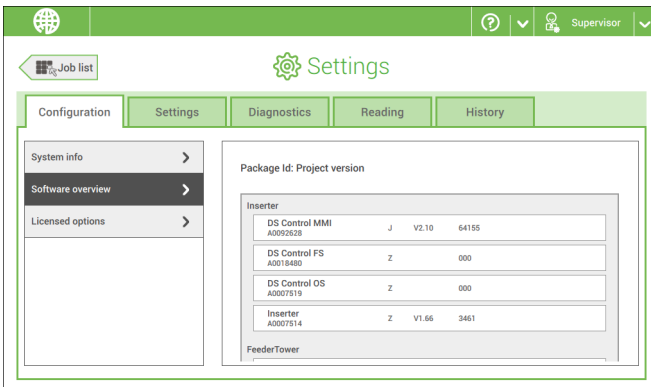 Supervisor
Job list
Settings
Configuration
Settings
Diagnostics
Reading
History
System info
Software overview
Licensed options
Package Id: Project version
Inserter
DS Control MMI J V2.10 64155
A0092628
DS Control FS Z 000
A0018480
DS Control OS Z 000
A0007519
Inserter Z V1.66 3461
A0007514
FeederTower